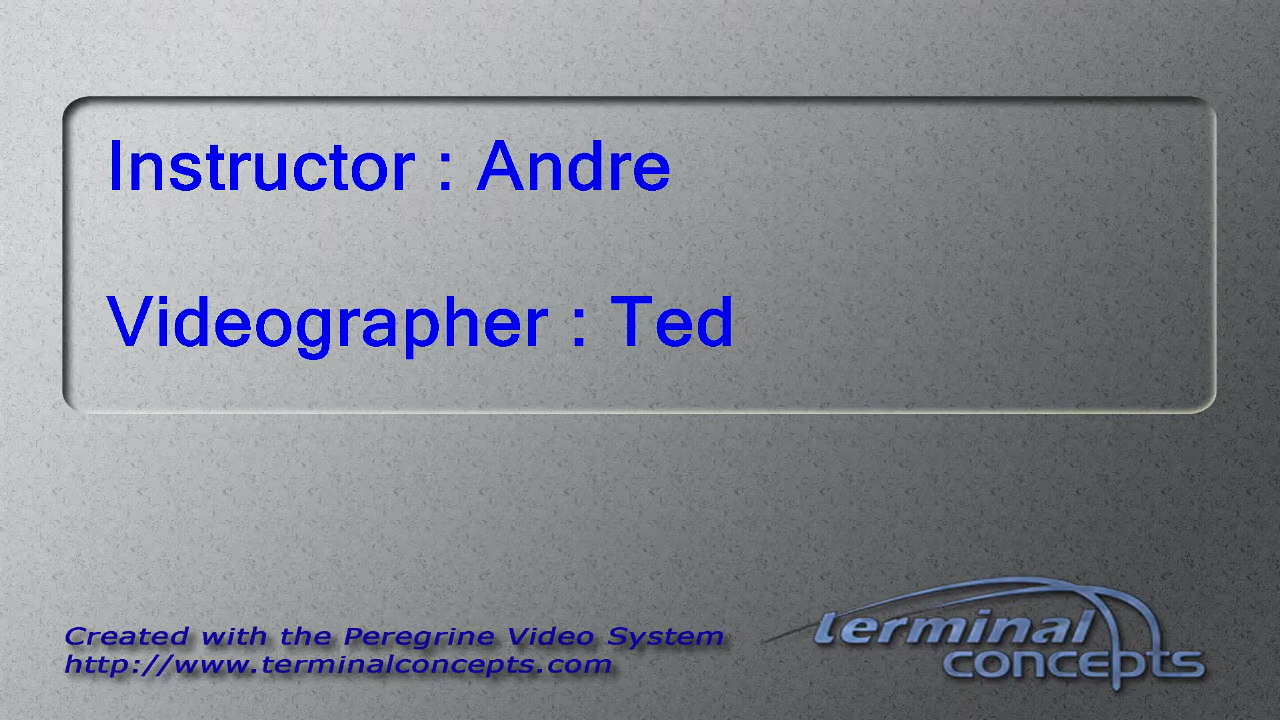 Instructor : Andre
Videographer : Ted
Created with the Peregrine Video System
http://www.terminalconcepts.com
terminal
concepts